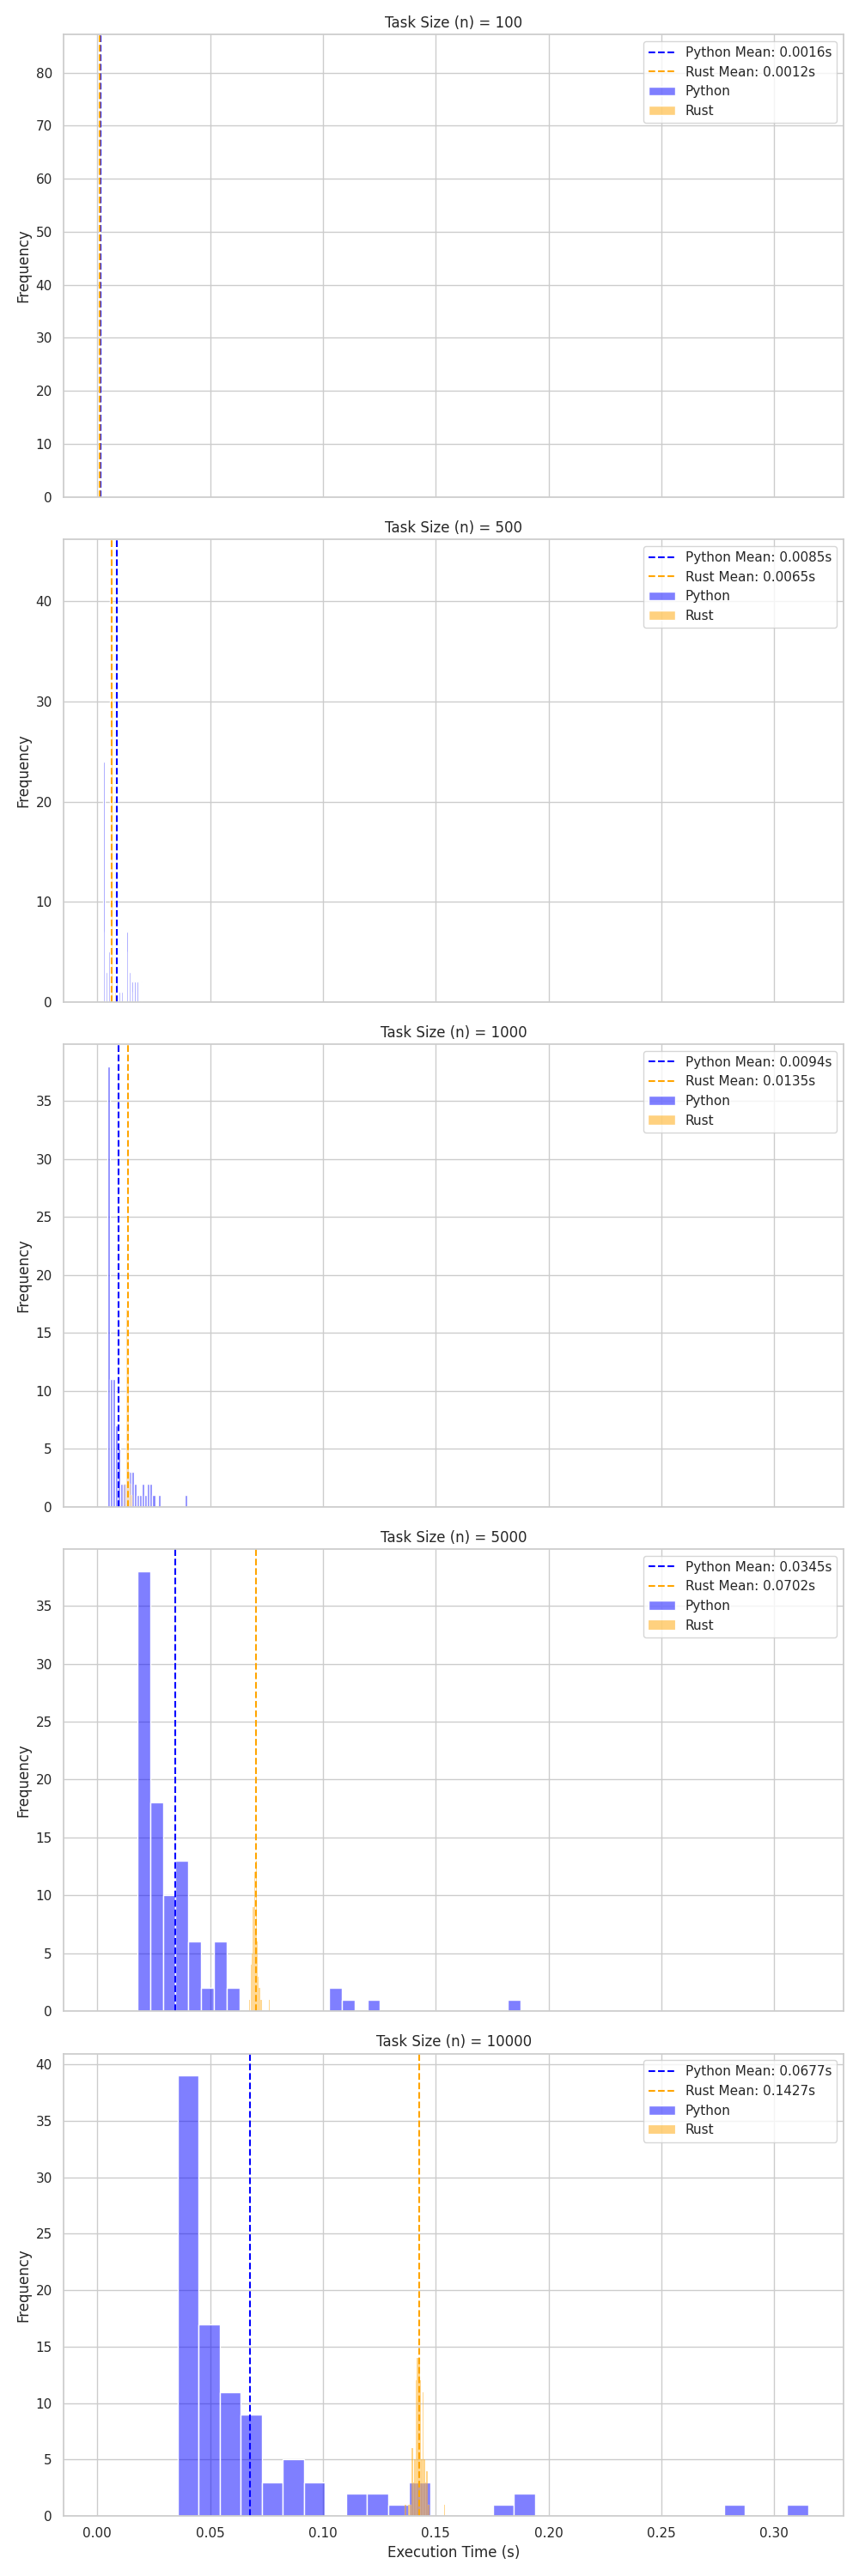 Task Size (n) = 100
Python Mean: 0.0016s
Rust Mean: 0.0012s
Python
Rust
Frequency
80
70
60
50
40
30
20
10
0
Task Size (n) = 500
Python Mean: 0.0085s
Rust Mean: 0.0065s
Python
Rust
Frequency
40
30
20
10
0
Task Size (n) = 1000
Python Mean: 0.0094s
Rust Mean: 0.0135s
Python
Rust
Frequency
35
30
25
20
15
10
5
0
Task Size (n) = 5000
Python Mean: 0.0345s
Rust Mean: 0.0702s
Python
Rust
Frequency
35
30
25
20
15
10
5
0
Task Size (n) = 10000
Python Mean: 0.0677s
Rust Mean: 0.1427s
Python
Rust
Frequency
40
35
30
25
20
15
10
5
0
0.00 0.05 0.10 0.15 0.20 0.25 0.30
Execution Time (s)